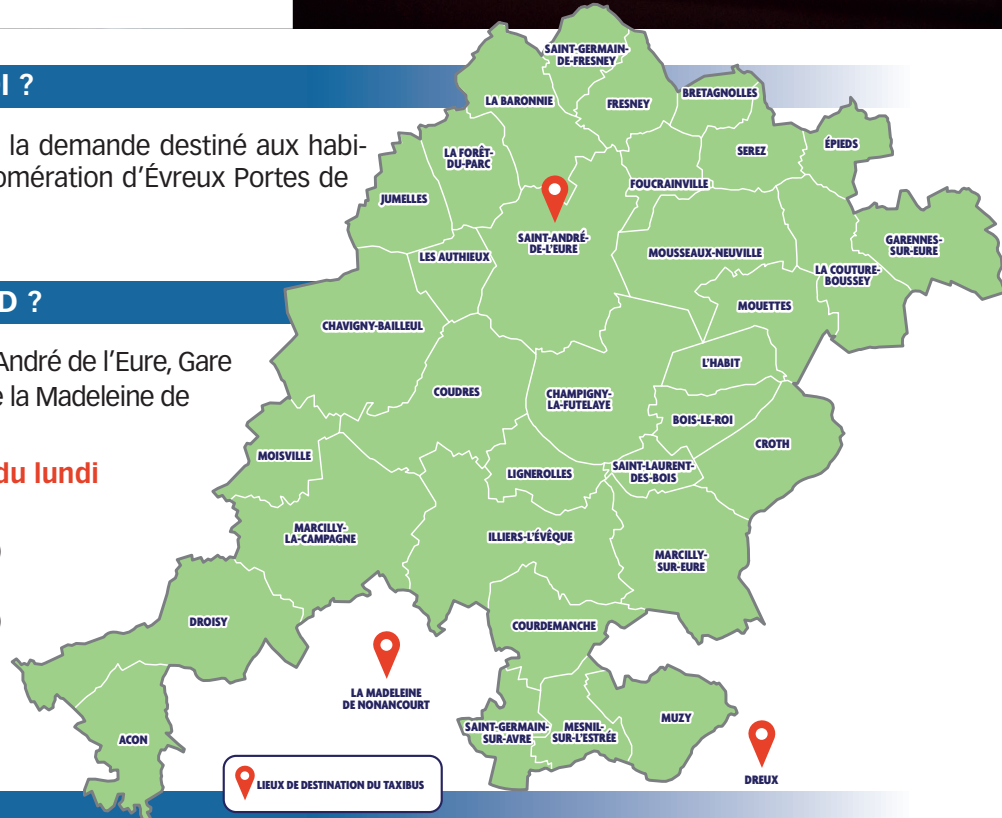 I ?
la demande destiné aux habi-
omération d'Évreux Portes de
D ?
André de l'Eure, Gare
la Madeleine de
du lundi
)
)
SAINT-GERMAIN-
DE-FRESNEY
LA BARONNIE
FRESNEY
BRETAGNOLLES
LA FORÊT-
DU-PARC
SEREZ
ÉPIEDS
JUMELLES
FOUCRAINVILLE
SAINT-ANDRÉ-
DE-L'EURE
LES AUTHIEUX
MOUSSEAUX-NEUVILLE
GARENNES-
SUR-EURE
LA COUTURE-
BOUSSEY
MOUETTES
CHAVIGNY-BAILLEUL
L'HABIT
COUDRES
CHAMPIGNY-
LA-FUTELAYE
BOIS-LE-ROI
CROTH
MOISVILLE
LIGNEROLLES
SAINT-LAURENT-
DES-BOIS
MARCILLY-
LA-CAMPAGNE
ILLIERS-L'ÉVÊQUE
MARCILLY-
SUR-EURE
DROISY
COURDEMANCHE
LA MADELEINE
DE NONANCOURT
SAINT-GERMAIN-
SUR-AVRE
MESNIL-
SUR-L'ESTRÉE
MUZY
ACON
DREUX
LIEUX DE DESTINATION DU TAXIBUS